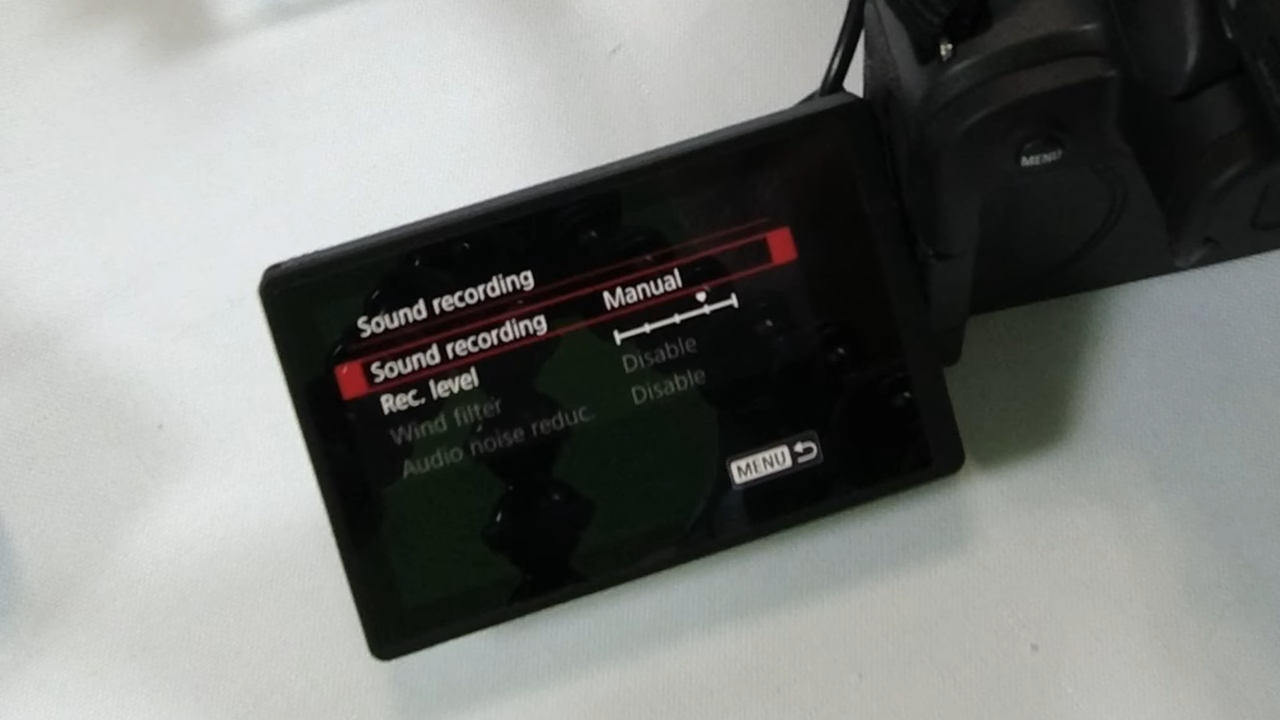 Sound recording
Sound recording Manual
Rec. level
Wind filter Disable
Audio noise reduc. Disable
MENU
MENU